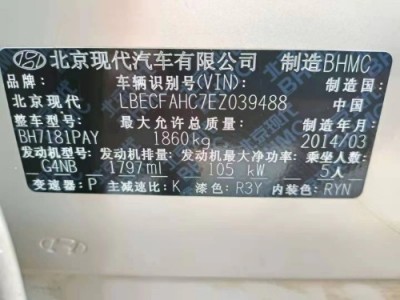 北京现代汽车有限公司 制造BHMC
品牌: 车辆识别号(VIN): 制造国:
北京现代 LBECFAHC7EZ039488 中国
整车型号: 最大允许总质量: 制造年月:
BH7181PAY 1860kg 2014/03
发动机型号: 发动机排量: 发动机最大净功率: 乘坐人数:
G4NB 1797ml 105 kW 5人
变速器: P 主减速比: K 漆色: R3Y 内装色: RYN